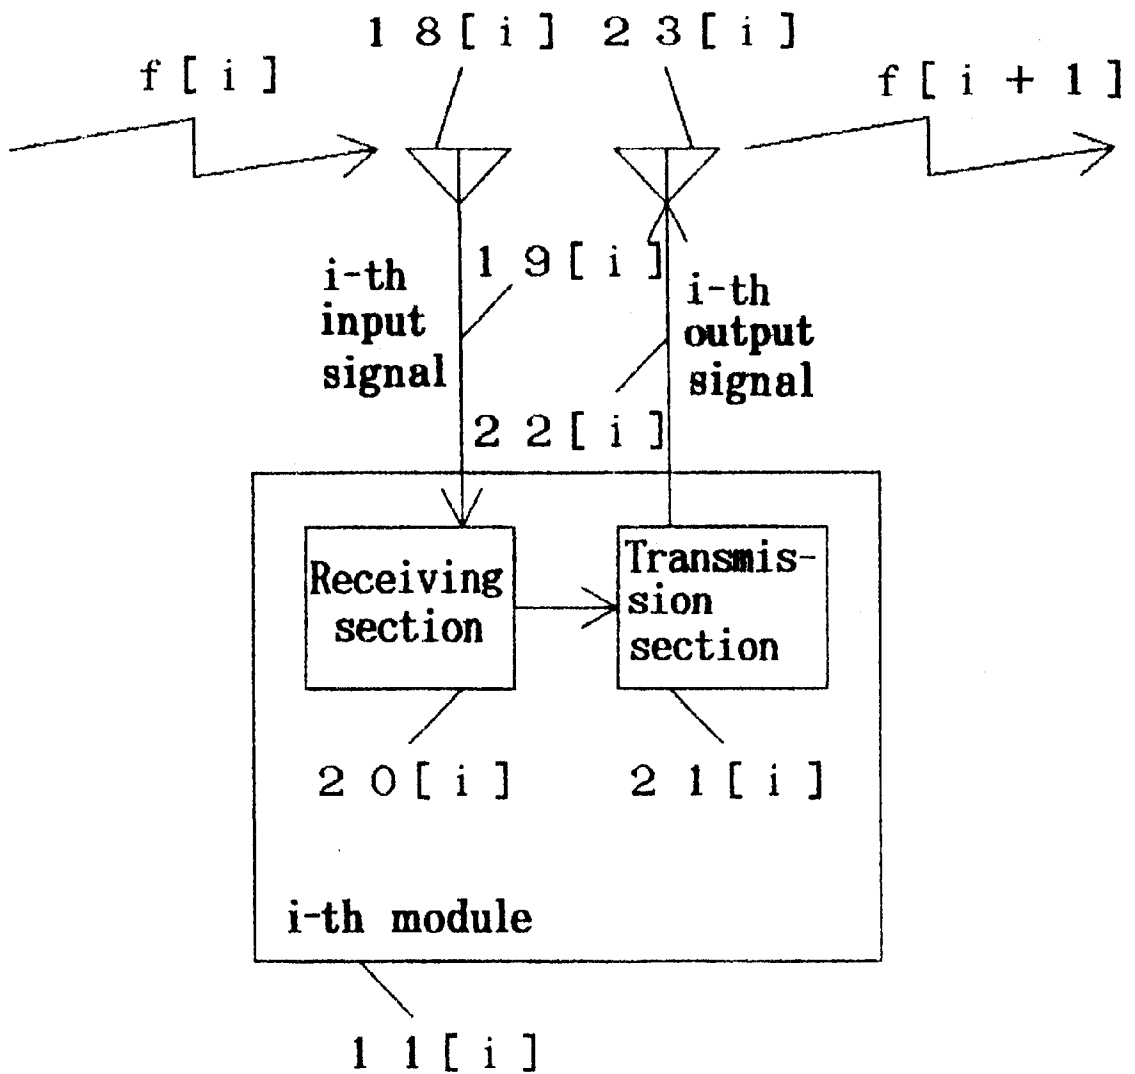 18[i] 23[i]
f[i]
f[i+1]
19[i]
i-th
input
signal
i-th
output
signal
22[i]
Receiving
section
Transmis-
sion
section
20[i]
21[i]
i-th module
11[i]